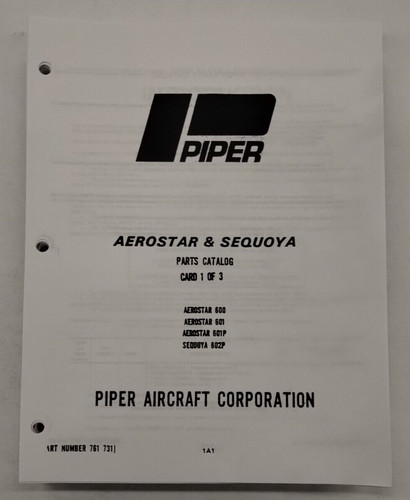 PIPER
AEROSTAR & SEQUOYA
PARTS CATALOG
CARD 1 OF 3
AEROSTAR 600
AEROSTAR 601
AEROSTAR 601P
SEQUOYA 602P
PIPER AIRCRAFT CORPORATION
ART NUMBER 761 731|
1A1